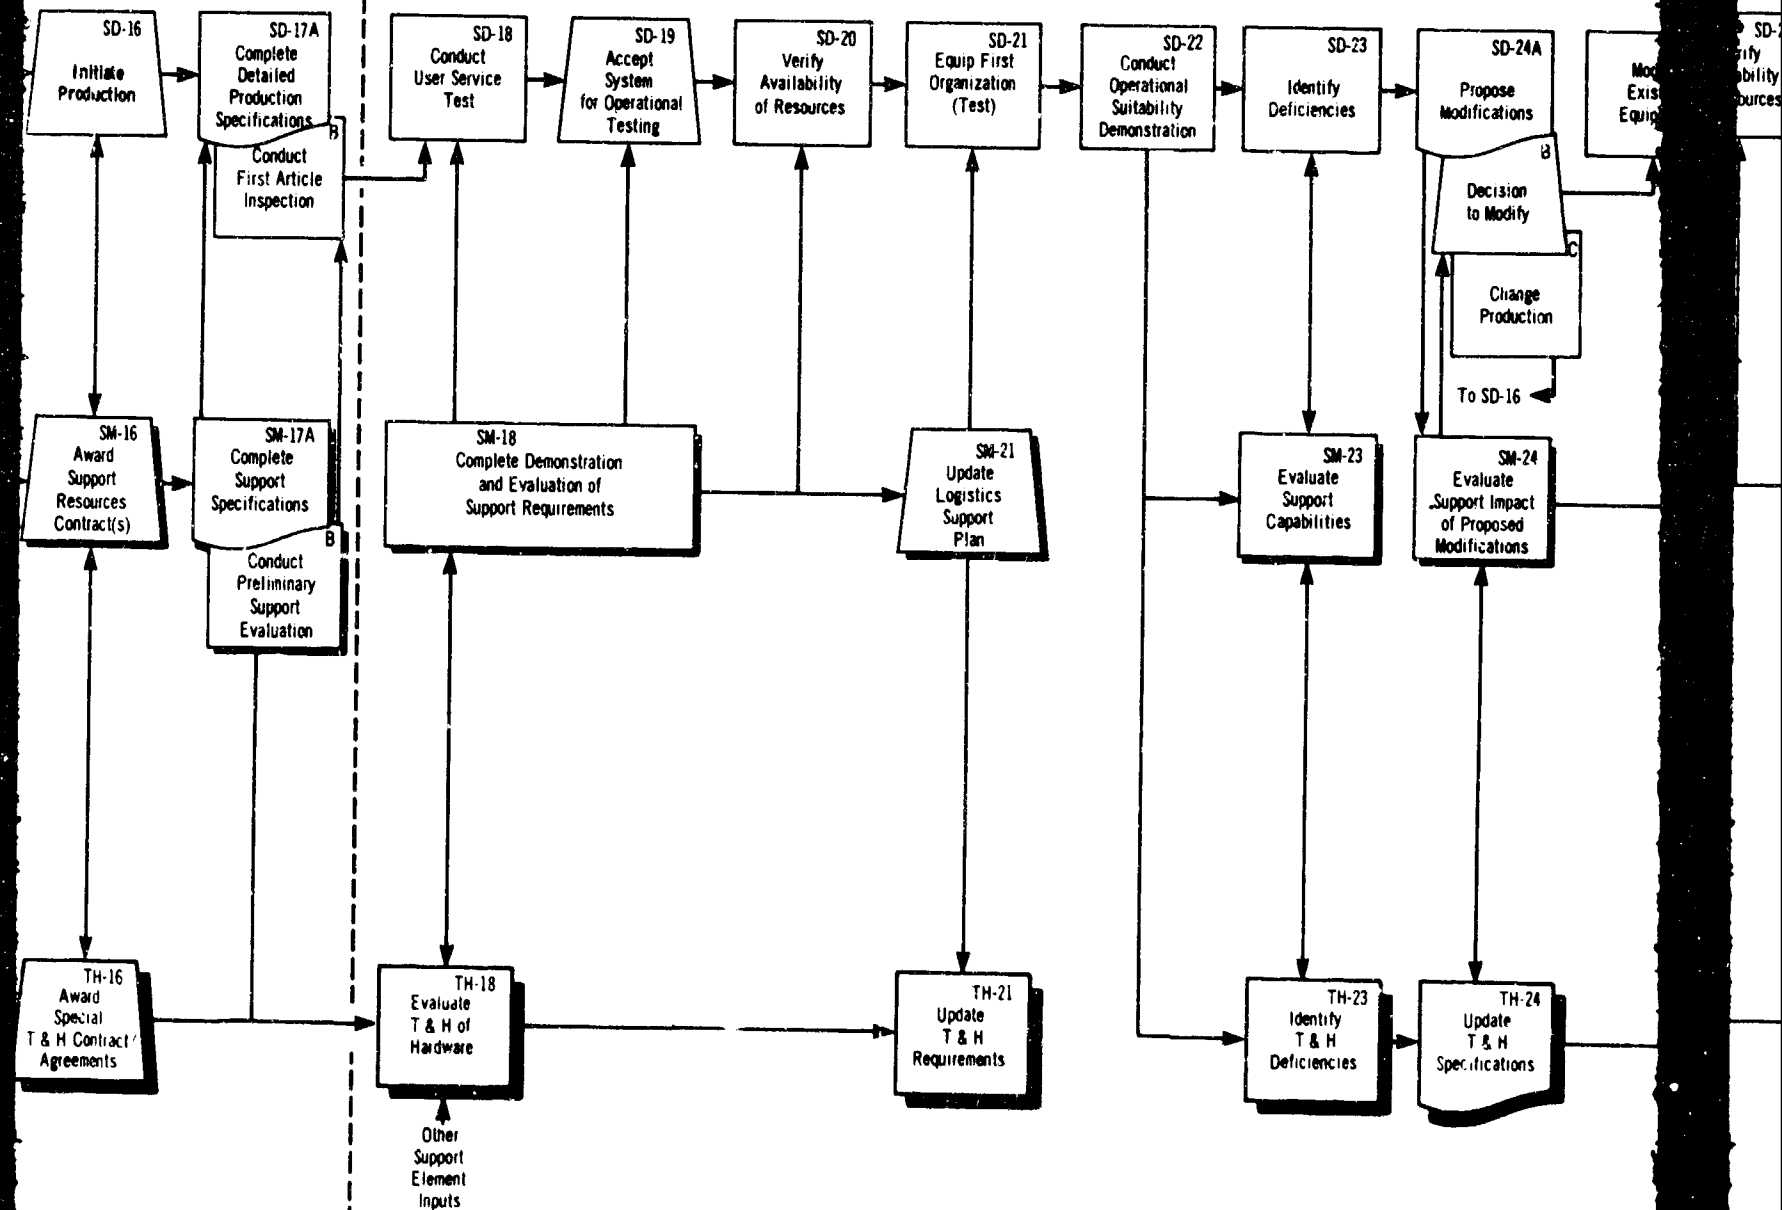 SD-16
Initiate
Production
SD-17A
Complete
Detailed
Production
Specifications
B
Conduct
First Article
Inspection
SD-18
Conduct
User Service
Test
SD-19
Accept
System
for Operational
Testing
SD-20
Verify
Availability
of Resources
SD-21
Equip First
Organization
(Test)
SD-22
Conduct
Operational
Suitability
Demonstration
SD-23
Identify
Deficiencies
SD-24A
Propose
Modifications
B
Decision
to Modify
C
Change
Production
To SD-16
SM-16
Award
Support
Resources
Contract(s)
SM-17A
Complete
Support
Specifications
B
Conduct
Preliminary
Support
Evaluation
SM-18
Complete Demonstration
and Evaluation of
Support Requirements
SM-21
Update
Logistics
Support
Plan
SM-23
Evaluate
Support
Capabilities
SM-24
Evaluate
Support Impact
of Proposed
Modifications
TH-16
Award
Special
T & H Contract/
Agreements
TH-18
Evaluate
T & H of
Hardware
Other
Support
Element
Inputs
TH-21
Update
T & H
Requirements
TH-23
Identify
T & H
Deficiencies
TH-24
Update
T & H
Specifications